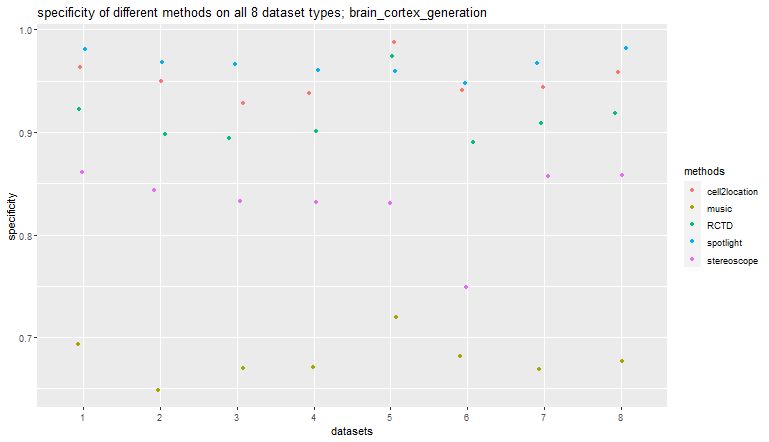 specificity of different methods on all 8 dataset types; brain_cortex_generation
1.0
0.9
0.8
0.7
specificity
1 2 3 4 5 6 7 8
datasets
methods
cell2location
music
RCTD
spotlight
stereoscope